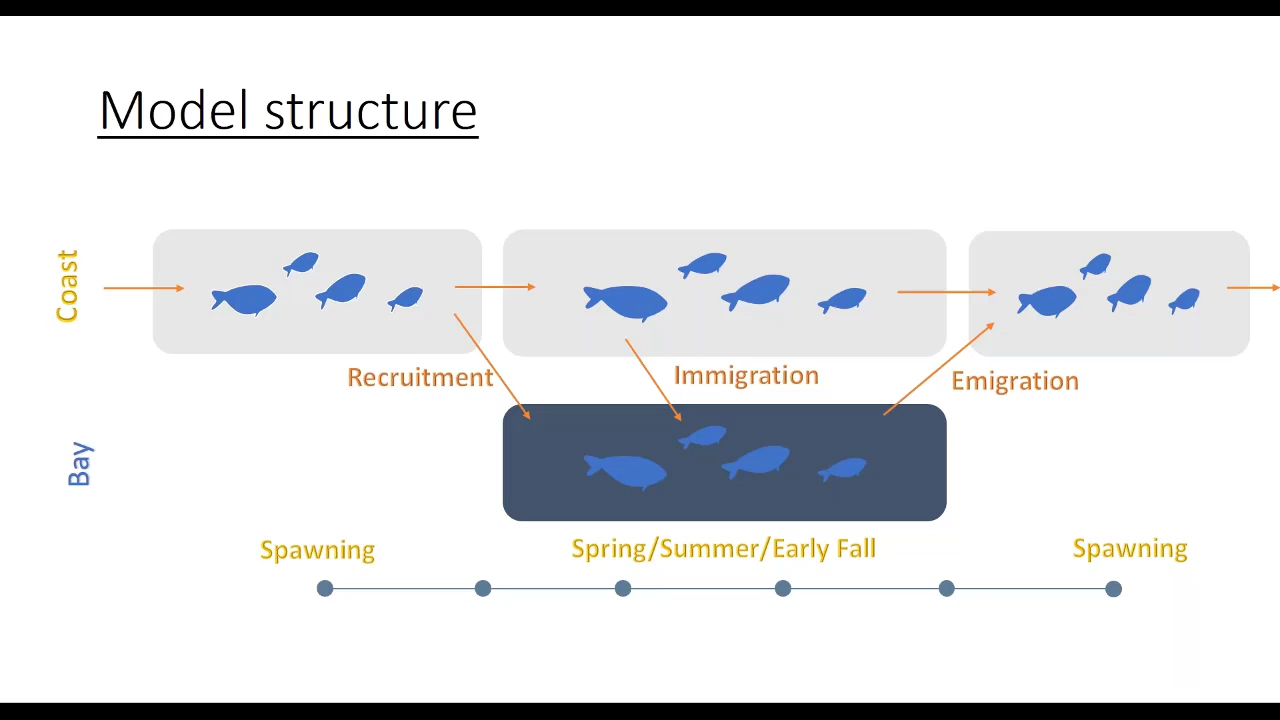 Model structure
Coast
Recruitment
Immigration
Emigration
Bay
Spawning
Spring/Summer/Early Fall
Spawning